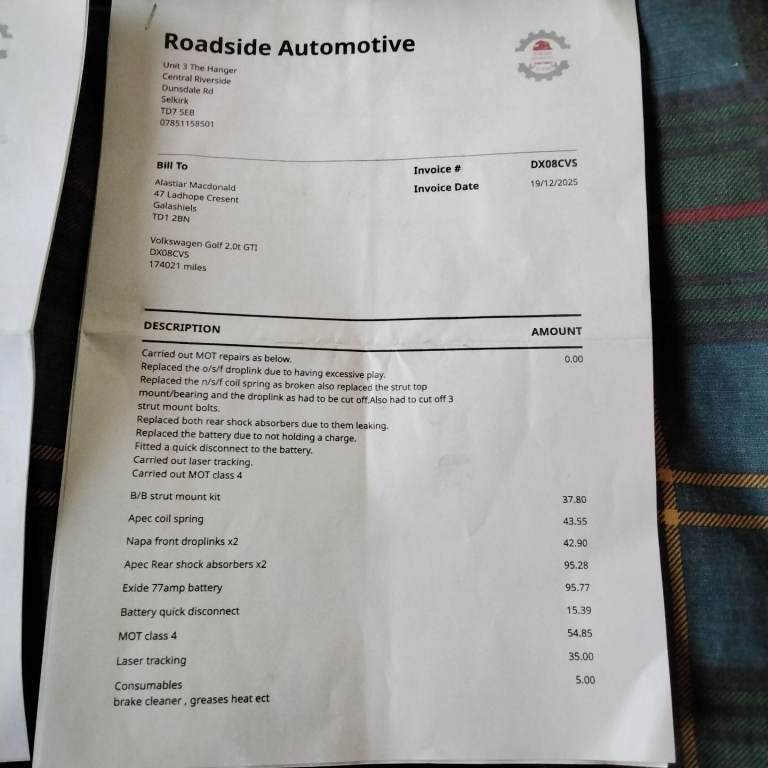 Roadside Automotive
Unit 3 The Hanger
Central Riverside
Dunsdale Rd
Selkirk
TD7 5EB
07851158501
Bill To
Alastiar Macdonald
47 Ladhope Cresent
Galashiels
TD1 2BN
Invoice # DX08CVS
Invoice Date 19/12/2025
Volkswagen Golf 2.0t GTI
DX08CVS
174021 miles
DESCRIPTION AMOUNT
Carried out MOT repairs as below. 0.00
Replaced the o/s/f droplink due to having excessive play.
Replaced the n/s/f coil spring as broken also replaced the strut top
mount/bearing and the droplink as had to be cut off.Also had to cut off 3
strut mount bolts.
Replaced both rear shock absorbers due to them leaking.
Replaced the battery due to not holding a charge.
Fitted a quick disconnect to the battery.
Carried out laser tracking.
Carried out MOT class 4
B/B strut mount kit 37.80
Apec coil spring 43.55
Napa front droplinks x2 42.90
Apec Rear shock absorbers x2 95.28
Exide 77amp battery 95.77
Battery quick disconnect 15.39
MOT class 4 54.85
Laser tracking 35.00
Consumables 5.00
brake cleaner , greases heat ect